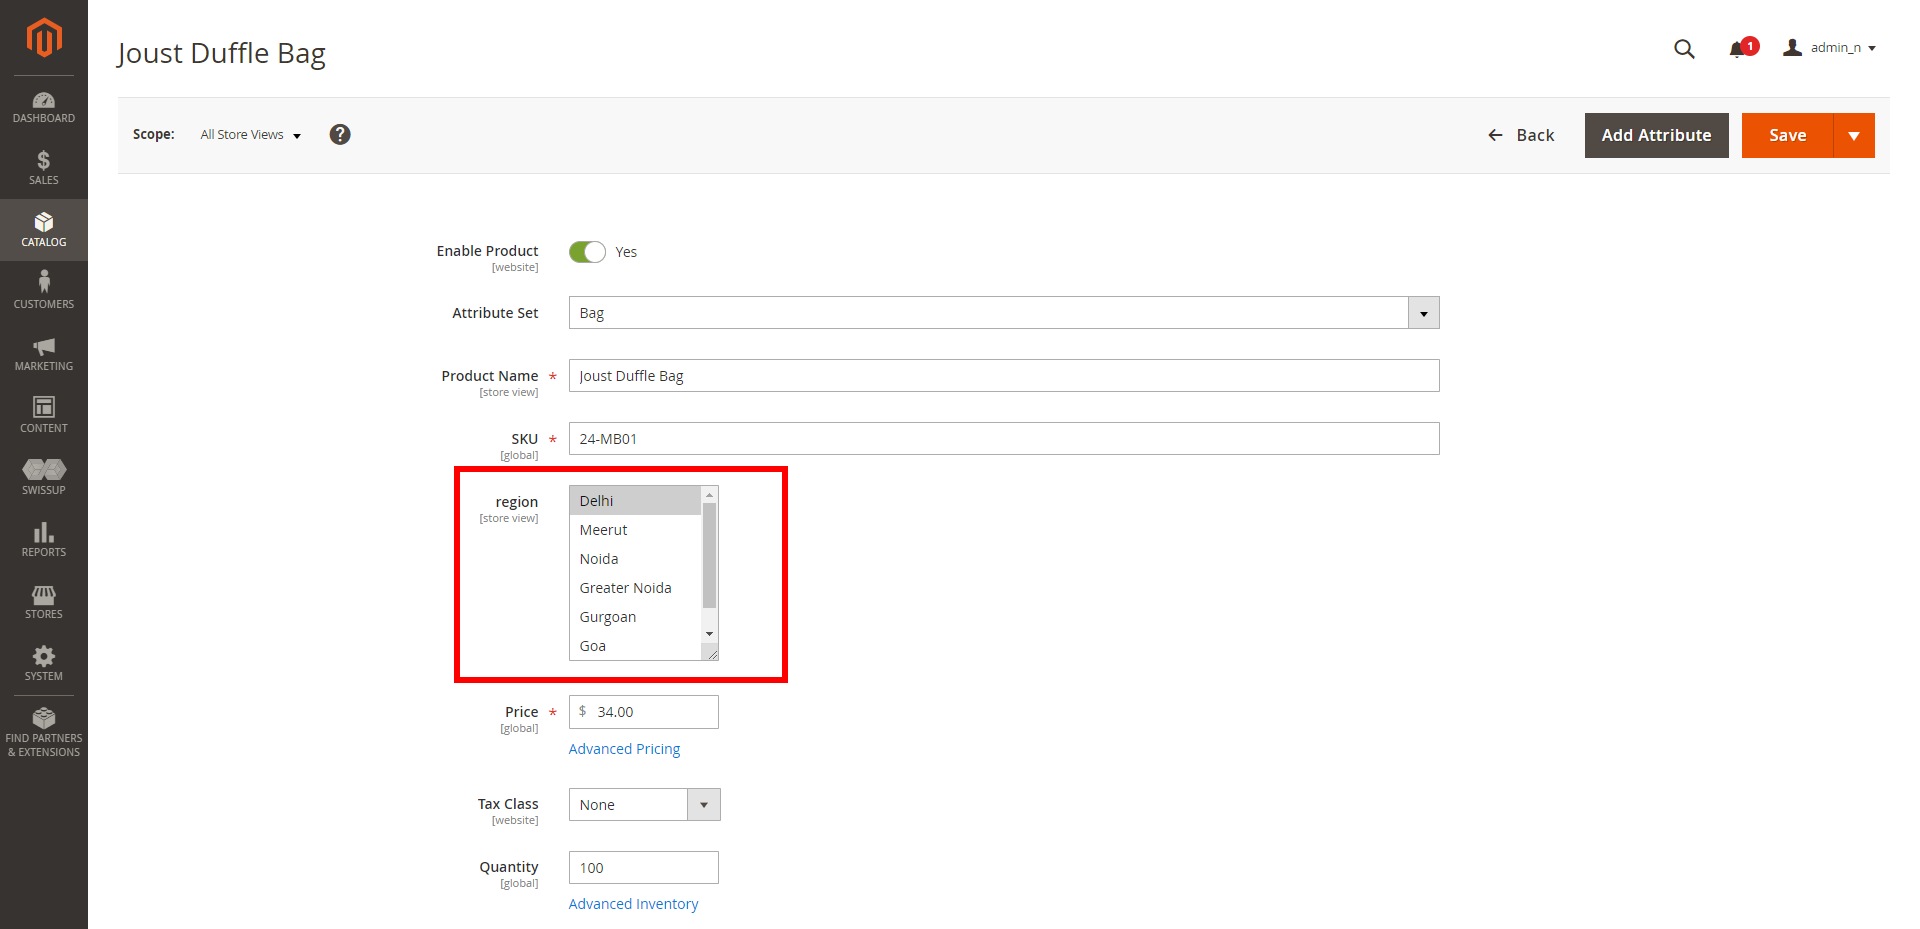 Joust Duffle Bag
1
admin_n
DASHBOARD
SALES
CATALOG
CUSTOMERS
MARKETING
CONTENT
SWISSUP
REPORTS
STORES
SYSTEM
FIND PARTNERS
& EXTENSIONS
Scope: All Store Views ?
Back
Add Attribute
Save
Enable Product
[website]
Yes
Attribute Set
Bag
Product Name *
[store view]
Joust Duffle Bag
SKU *
[global]
24-MB01
region
[store view]
Delhi
Meerut
Noida
Greater Noida
Gurgoan
Goa
Price *
[global]
$ 34.00
Advanced Pricing
Tax Class
[website]
None
Quantity
[global]
100
Advanced Inventory